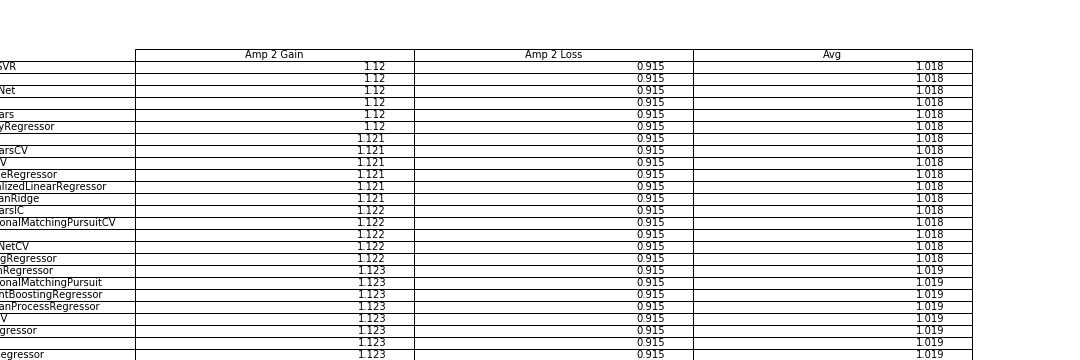 Amp 2 Gain Amp 2 Loss Avg
SVR 1.12 0.915 1.018
1.12 0.915 1.018
Net 1.12 0.915 1.018
1.12 0.915 1.018
ars 1.12 0.915 1.018
yRegressor 1.12 0.915 1.018
1.121 0.915 1.018
arsCV 1.121 0.915 1.018
V 1.121 0.915 1.018
eRegressor 1.121 0.915 1.018
alizedLinearRegressor 1.121 0.915 1.018
anRidge 1.121 0.915 1.018
arsIC 1.122 0.915 1.018
onalMatchingPursuitCV 1.122 0.915 1.018
1.122 0.915 1.018
NetCV 1.122 0.915 1.018
gRegressor 1.122 0.915 1.018
nRegressor 1.123 0.915 1.019
onalMatchingPursuit 1.123 0.915 1.019
ntBoostingRegressor 1.123 0.915 1.019
anProcessRegressor 1.123 0.915 1.019
V 1.123 0.915 1.019
gressor 1.123 0.915 1.019
1.123 0.915 1.019
egressor 1.123 0.915 1.019